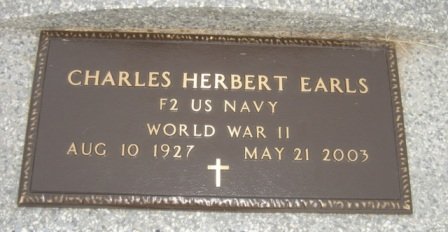 CHARLES HERBERT EARLS
F2 US NAVY
WORLD WAR II
AUG 10 1927 MAY 21 2003